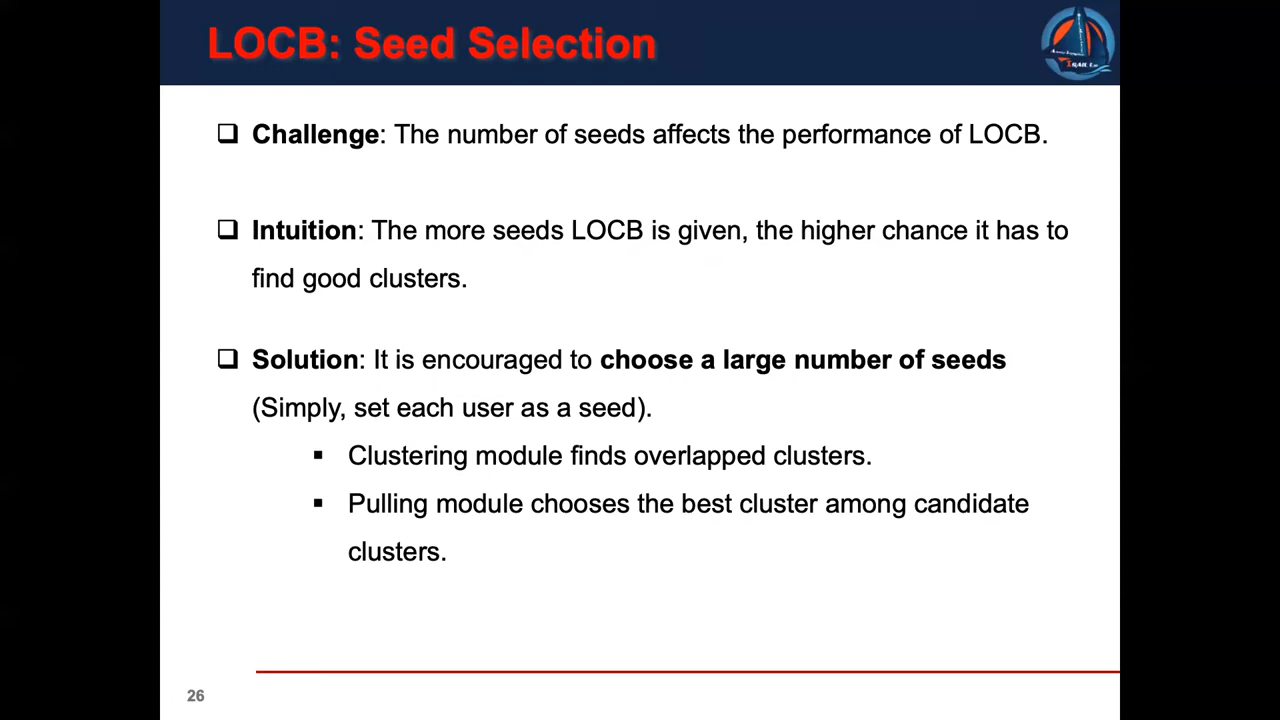 LOCB: Seed Selection
❑ Challenge: The number of seeds affects the performance of LOCB.
❑ Intuition: The more seeds LOCB is given, the higher chance it has to
find good clusters.
❑ Solution: It is encouraged to choose a large number of seeds
(Simply, set each user as a seed).
▪ Clustering module finds overlapped clusters.
▪ Pulling module chooses the best cluster among candidate
clusters.
26